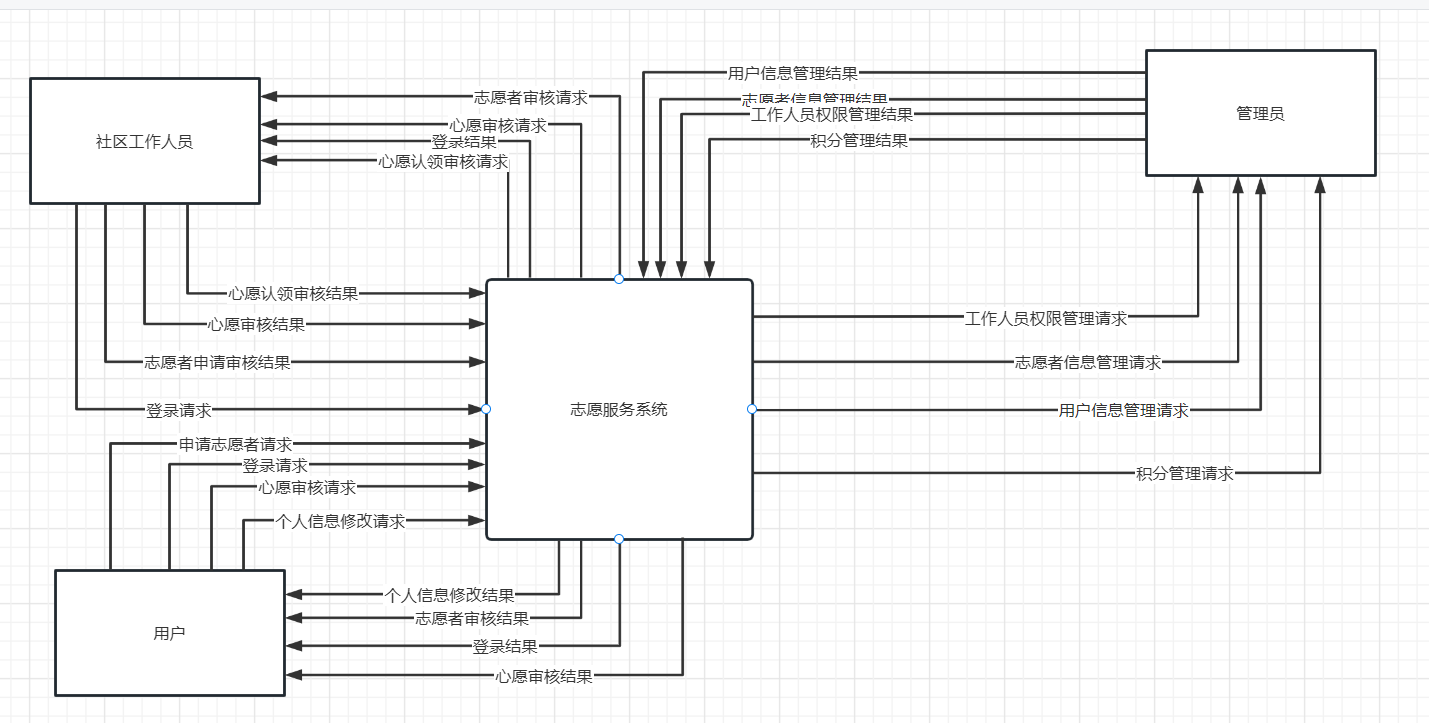 用户信息管理结果
志愿者审核请求
志愿者信息管理结果
工作人员权限管理结果
管理员
心愿审核请求
社区工作人员
登录结果
积分管理结果
心愿认领审核请求
心愿认领审核结果
工作人员权限管理请求
心愿审核结果
志愿者申请审核结果
志愿者信息管理请求
登录请求
志愿服务系统
用户信息管理请求
申请志愿者请求
登录请求
积分管理请求
心愿审核请求
个人信息修改请求
个人信息修改结果
志愿者审核结果
用户
登录结果
心愿审核结果